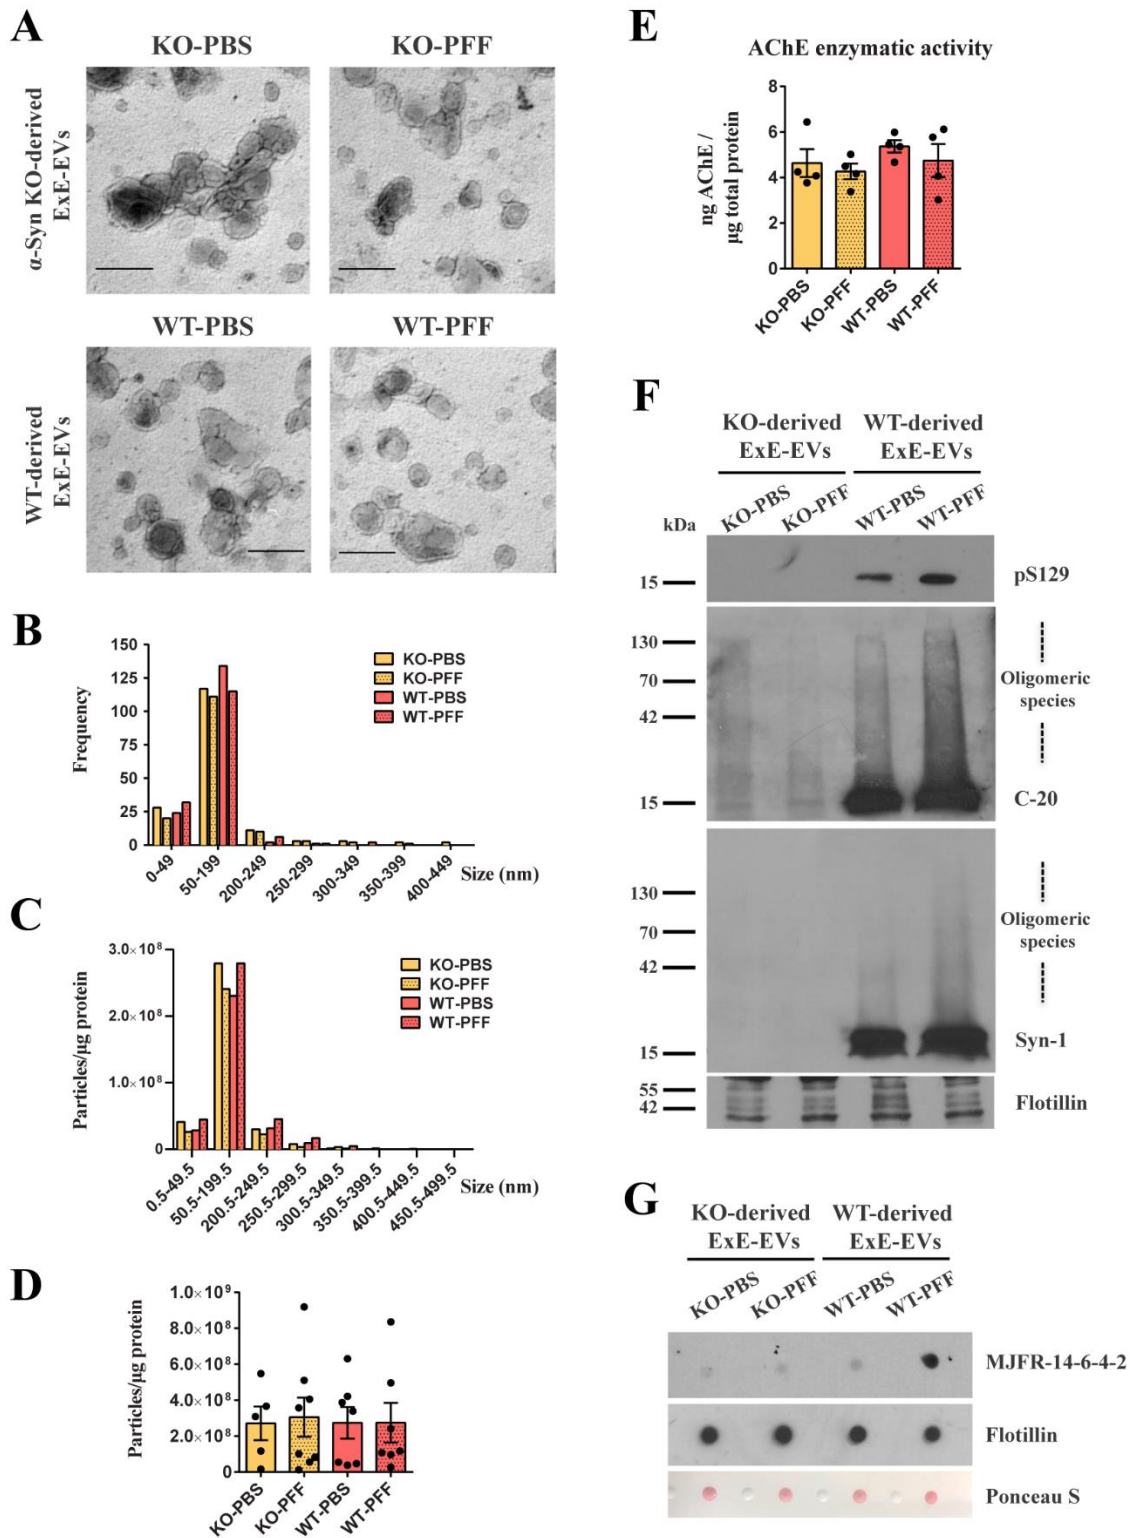 A
KO-PBS
KO-PFF
α-Syn KO-derived
ExE-EVs
WT-PBS
WT-PFF
WT-derived
ExE-EVs
B
Frequency
150
125
100
75
50
25
0
KO-PBS
KO-PFF
WT-PBS
WT-PFF
0-49
50-199
200-249
250-299
300-349
350-399
400-449
Size (nm)
C
Particles/μg protein
3.0×10⁸
2.0×10⁸
1.0×10⁸
0
KO-PBS
KO-PFF
WT-PBS
WT-PFF
0.5-49.5
50.5-199.5
200.5-249.5
250.5-299.5
300.5-349.5
350.5-399.5
400.5-449.5
450.5-499.5
Size (nm)
D
Particles/μg protein
1.0×10⁹
8.0×10⁸
6.0×10⁸
4.0×10⁸
2.0×10⁸
0
KO-PBS
KO-PFF
WT-PBS
WT-PFF
E
AChE enzymatic activity
ng AChE /
μg total protein
8
6
4
2
0
KO-PBS
KO-PFF
WT-PBS
WT-PFF
F
KO-derived
ExE-EVs
WT-derived
ExE-EVs
KO-PBS
KO-PFF
WT-PBS
WT-PFF
kDa
15
pS129
130
70
42
15
Oligomeric
species
C-20
130
70
42
15
Oligomeric
species
Syn-1
55
42
Flotillin
G
KO-derived
ExE-EVs
WT-derived
ExE-EVs
KO-PBS
KO-PFF
WT-PBS
WT-PFF
MJFR-14-6-4-2
Flotillin
Ponceau S